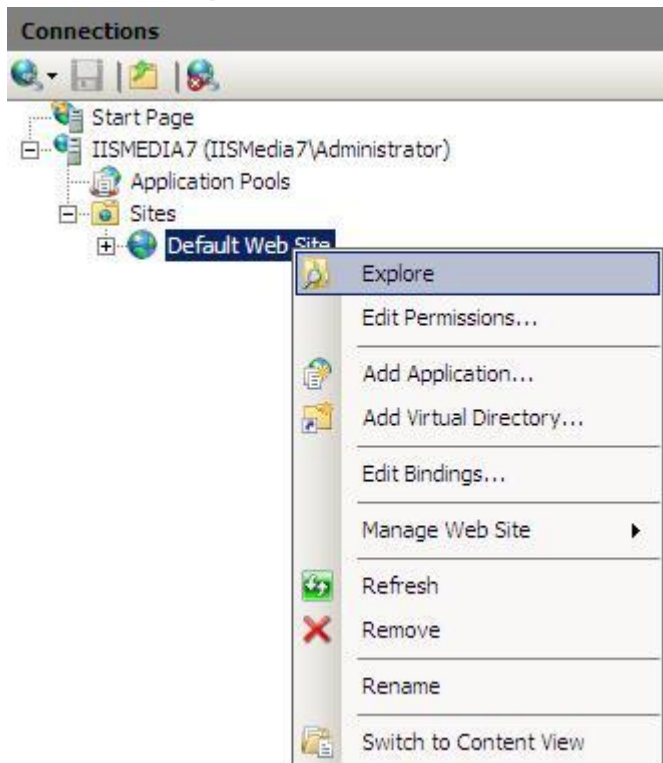 Connections
Start Page
IISMEDIA7 (IISMedia7\Administrator)
Application Pools
Sites
Default Web Site
Explore
Edit Permissions...
Add Application...
Add Virtual Directory...
Edit Bindings...
Manage Web Site
Refresh
Remove
Rename
Switch to Content View